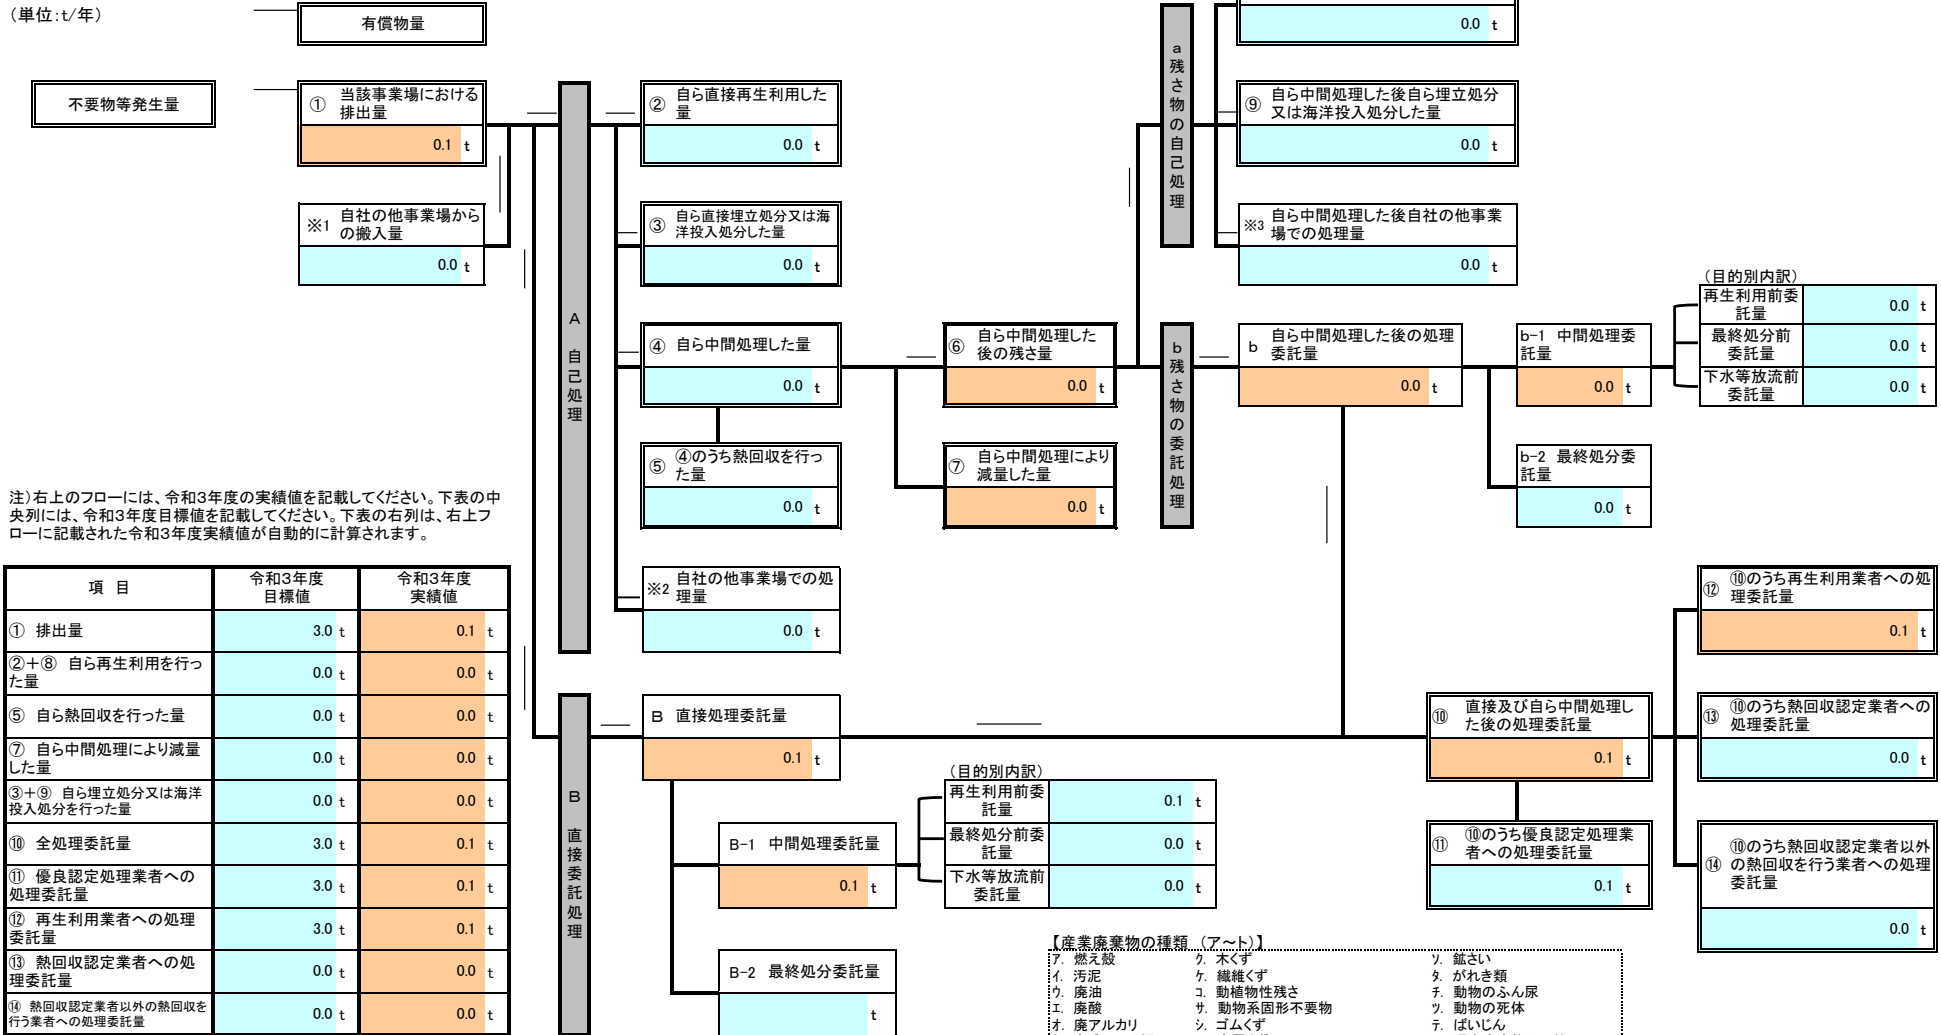 (単位:t/年)
有償物量
0.0 t
不要物等発生量
① 当該事業場における
排出量
0.1 t
※1 自社の他事業場から
の搬入量
0.0 t
A
自
己
処
理
② 自ら直接再生利用した
量
0.0 t
③ 自ら直接埋立処分又は海
洋投入処分した量
0.0 t
④ 自ら中間処理した量
0.0 t
⑤ ④のうち熱回収を行っ
た量
0.0 t
※2 自社の他事業場での処
理量
0.0 t
⑥ 自ら中間処理した
後の残さ量
0.0 t
⑦ 自ら中間処理により
減量した量
0.0 t
a
残
さ
物
の
自
己
処
理
⑨ 自ら中間処理した後自ら埋立処分
又は海洋投入処分した量
0.0 t
※3 自ら中間処理した後自社の他事業
場での処理量
0.0 t
b
残
さ
物
の
委
託
処
理
b 自ら中間処理した後の処理
委託量
0.0 t
b-1 中間処理委
託量
0.0 t
b-2 最終処分委
託量
0.0 t
(目的別内訳)
再生利用前委
託量
0.0 t
最終処分前
委託量
0.0 t
下水等放流前
委託量
0.0 t
注)右上のフローには、令和3年度の実績値を記載してください。下表の中
央列には、令和3年度目標値を記載してください。下表の右列は、右上フ
ローに記載された令和3年度実績値が自動的に計算されます。
項 目 令和3年度
目標値 令和3年度
実績値
① 排出量 3.0 t 0.1 t
②+⑧ 自ら再生利用を行っ
た量 0.0 t 0.0 t
⑤ 自ら熱回収を行った量 0.0 t 0.0 t
⑦ 自ら中間処理により減量
した量 0.0 t 0.0 t
③+⑨ 自ら埋立処分又は海洋
投入処分を行った量 0.0 t 0.0 t
⑩ 全処理委託量 3.0 t 0.1 t
⑪ 優良認定処理業者への
処理委託量 3.0 t 0.1 t
⑫ 再生利用業者への処理
委託量 3.0 t 0.1 t
⑬ 熱回収認定業者への処
理委託量 0.0 t 0.0 t
⑭ 熱回収認定業者以外の熱回収を
行う業者への処理委託量 0.0 t 0.0 t
B
直
接
委
託
処
理
B 直接処理委託量
0.1 t
B-1 中間処理委託量
0.1 t
B-2 最終処分委託量
t
(目的別内訳)
再生利用前委
託量
0.1 t
最終処分前委
託量
0.0 t
下水等放流前
委託量
0.0 t
⑩ 直接及び自ら中間処理し
た後の処理委託量
0.1 t
⑪ ⑩のうち優良認定処理業
者への処理委託量
0.1 t
⑫ ⑩のうち再生利用業者への処
理委託量
0.1 t
⑬ ⑩のうち熱回収認定業者への
処理委託量
0.0 t
⑭ ⑩のうち熱回収認定業者以外
の熱回収を行う業者への処理
委託量
0.0 t
【産業廃棄物の種類 (ア~ト)】
ア. 燃え殻 ク. 木くず ソ. 鉱さい
イ. 汚泥 ケ. 繊維くず タ. がれき類
ウ. 廃油 コ. 動植物性残さ チ. 動物のふん尿
エ. 廃酸 サ. 動物系固形不要物 ツ. 動物の死体
オ. 廃アルカリ シ. ゴムくず テ. ばいじん